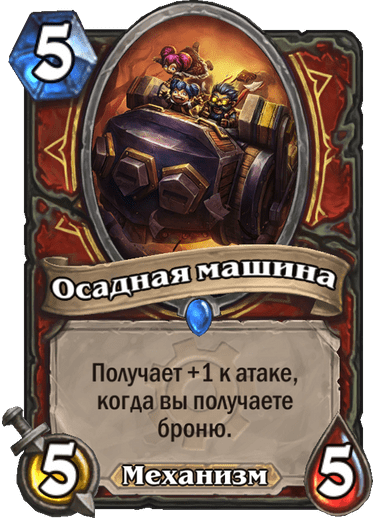 5
Осадная машина
Получает +1 к атаке,
когда вы получаете
броню.
5
Механизм
5